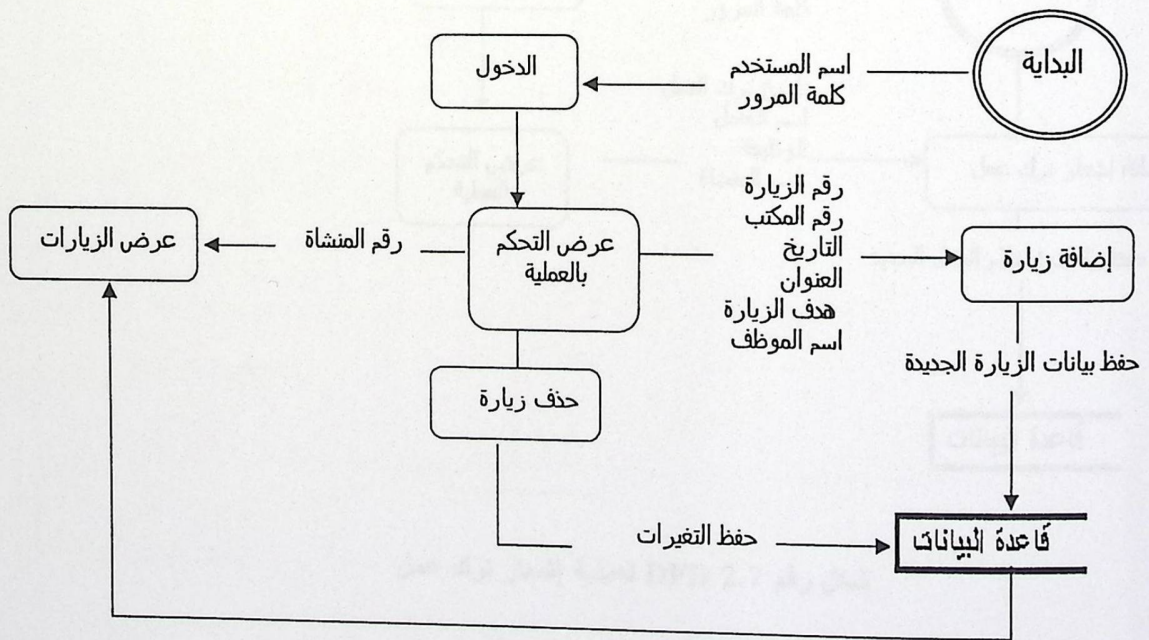 البداية
اسم المستخدم
كلمة المرور
الدخول
رقم الزيارة
رقم المكتب
التاريخ
العنوان
هدف الزيارة
اسم الموظف
إضافة زيارة
عرض التحكم
بالعملية
رقم المنشاة
عرض الزيارات
حفظ بيانات الزيارة الجديدة
حذف زيارة
حفظ التغيرات
قاعدة البيانات